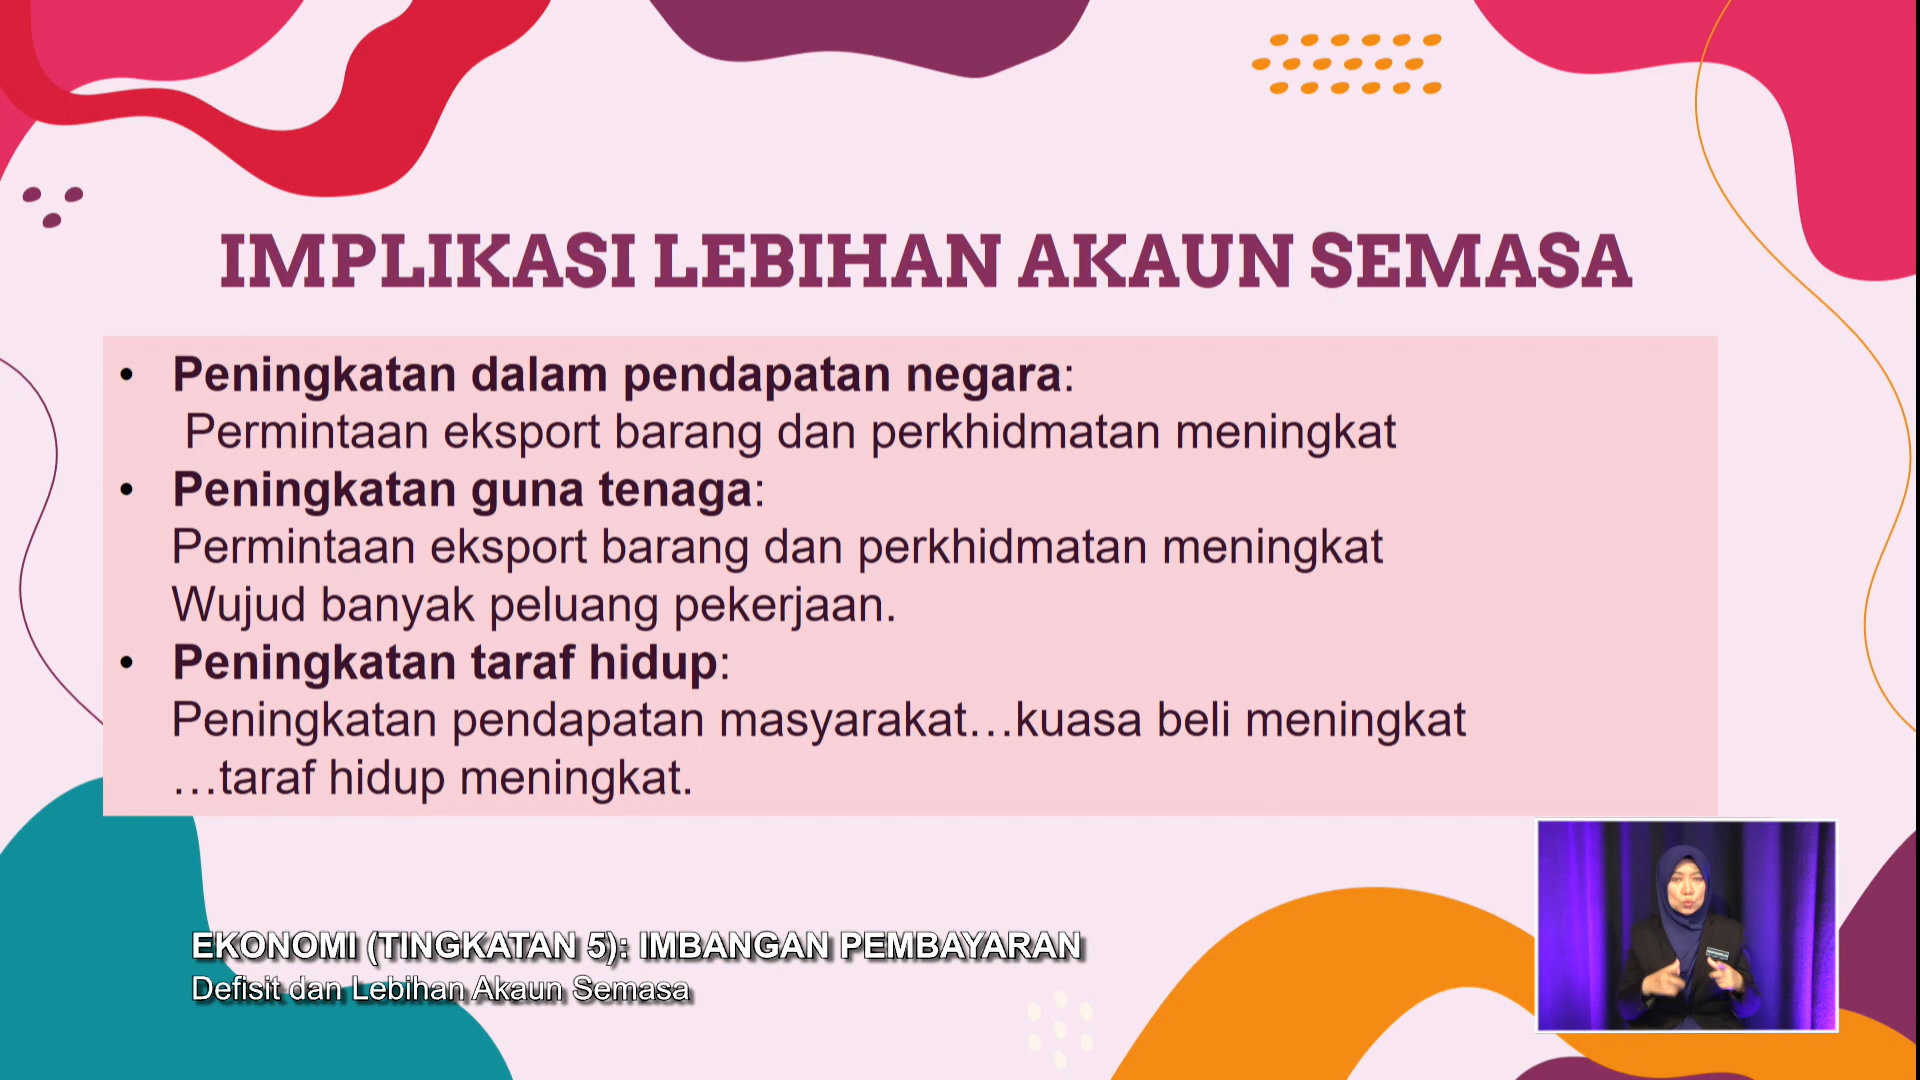 IMPLIKASI LEBIHAN AKAUN SEMASA
• Peningkatan dalam pendapatan negara:
Permintaan eksport barang dan perkhidmatan meningkat
• Peningkatan guna tenaga:
Permintaan eksport barang dan perkhidmatan meningkat
Wujud banyak peluang pekerjaan.
• Peningkatan taraf hidup:
Peningkatan pendapatan masyarakat…kuasa beli meningkat
…taraf hidup meningkat.
EKONOMI (TINGKATAN 5): IMBANGAN PEMBAYARAN
Defisit dan Lebihan Akaun Semasa